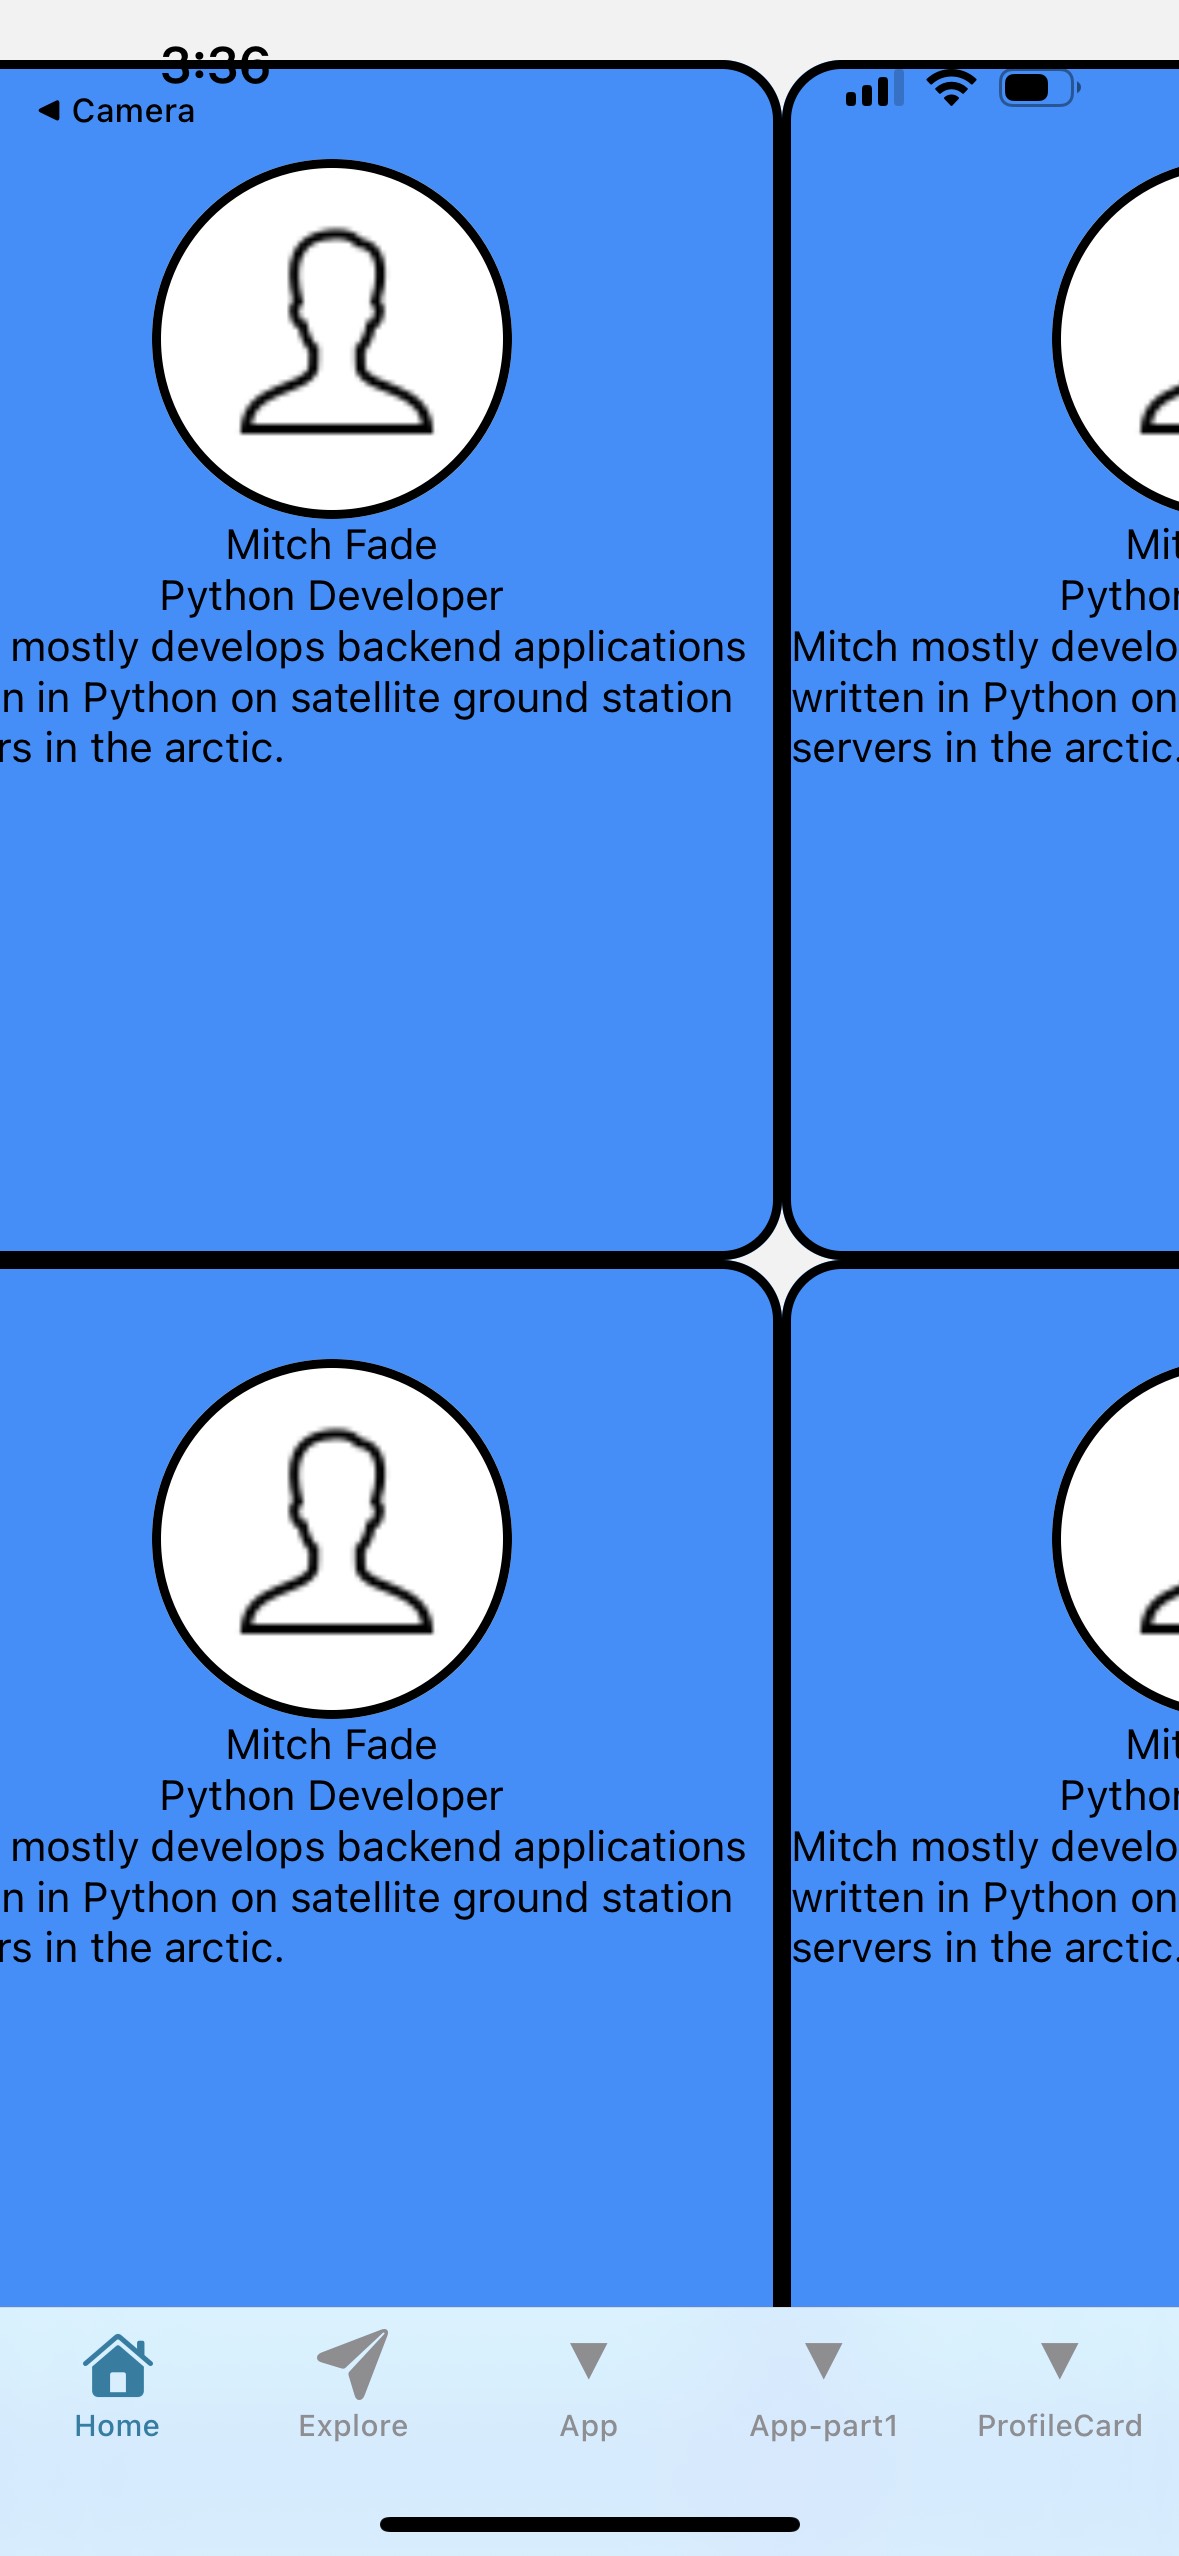 3:36
Camera
Mitch Fade
Python Developer
mostly develops backend applications
n in Python on satellite ground station
rs in the arctic.
Mit
Python
Mitch mostly develo
written in Python on
servers in the arctic.
Mitch Fade
Python Developer
mostly develops backend applications
n in Python on satellite ground station
rs in the arctic.
Mit
Python
Mitch mostly develo
written in Python on
servers in the arctic.
Home
Explore
App
App-part1
ProfileCard